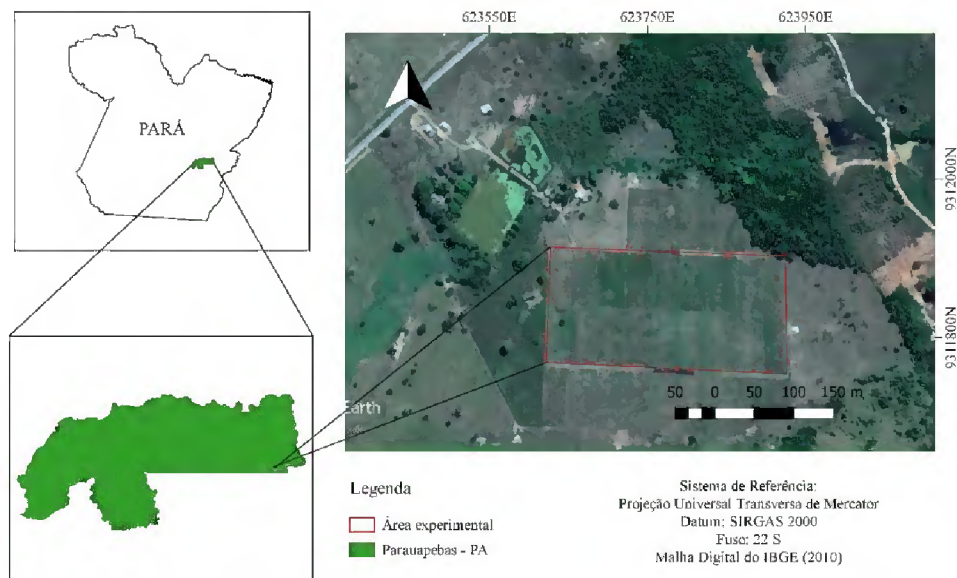 623550E
623750E
623950E
PARÁ
9312000N
9311800N
50 0 50 100 150 m
Earth
Legenda
Área experimental
Parauapebas - PA
Sistema de Referência:
Projeção Universal Transversa de Mercator
Datum: SIRGAS 2000
Fuso: 22 S
Malha Digital do IBGE (2010)